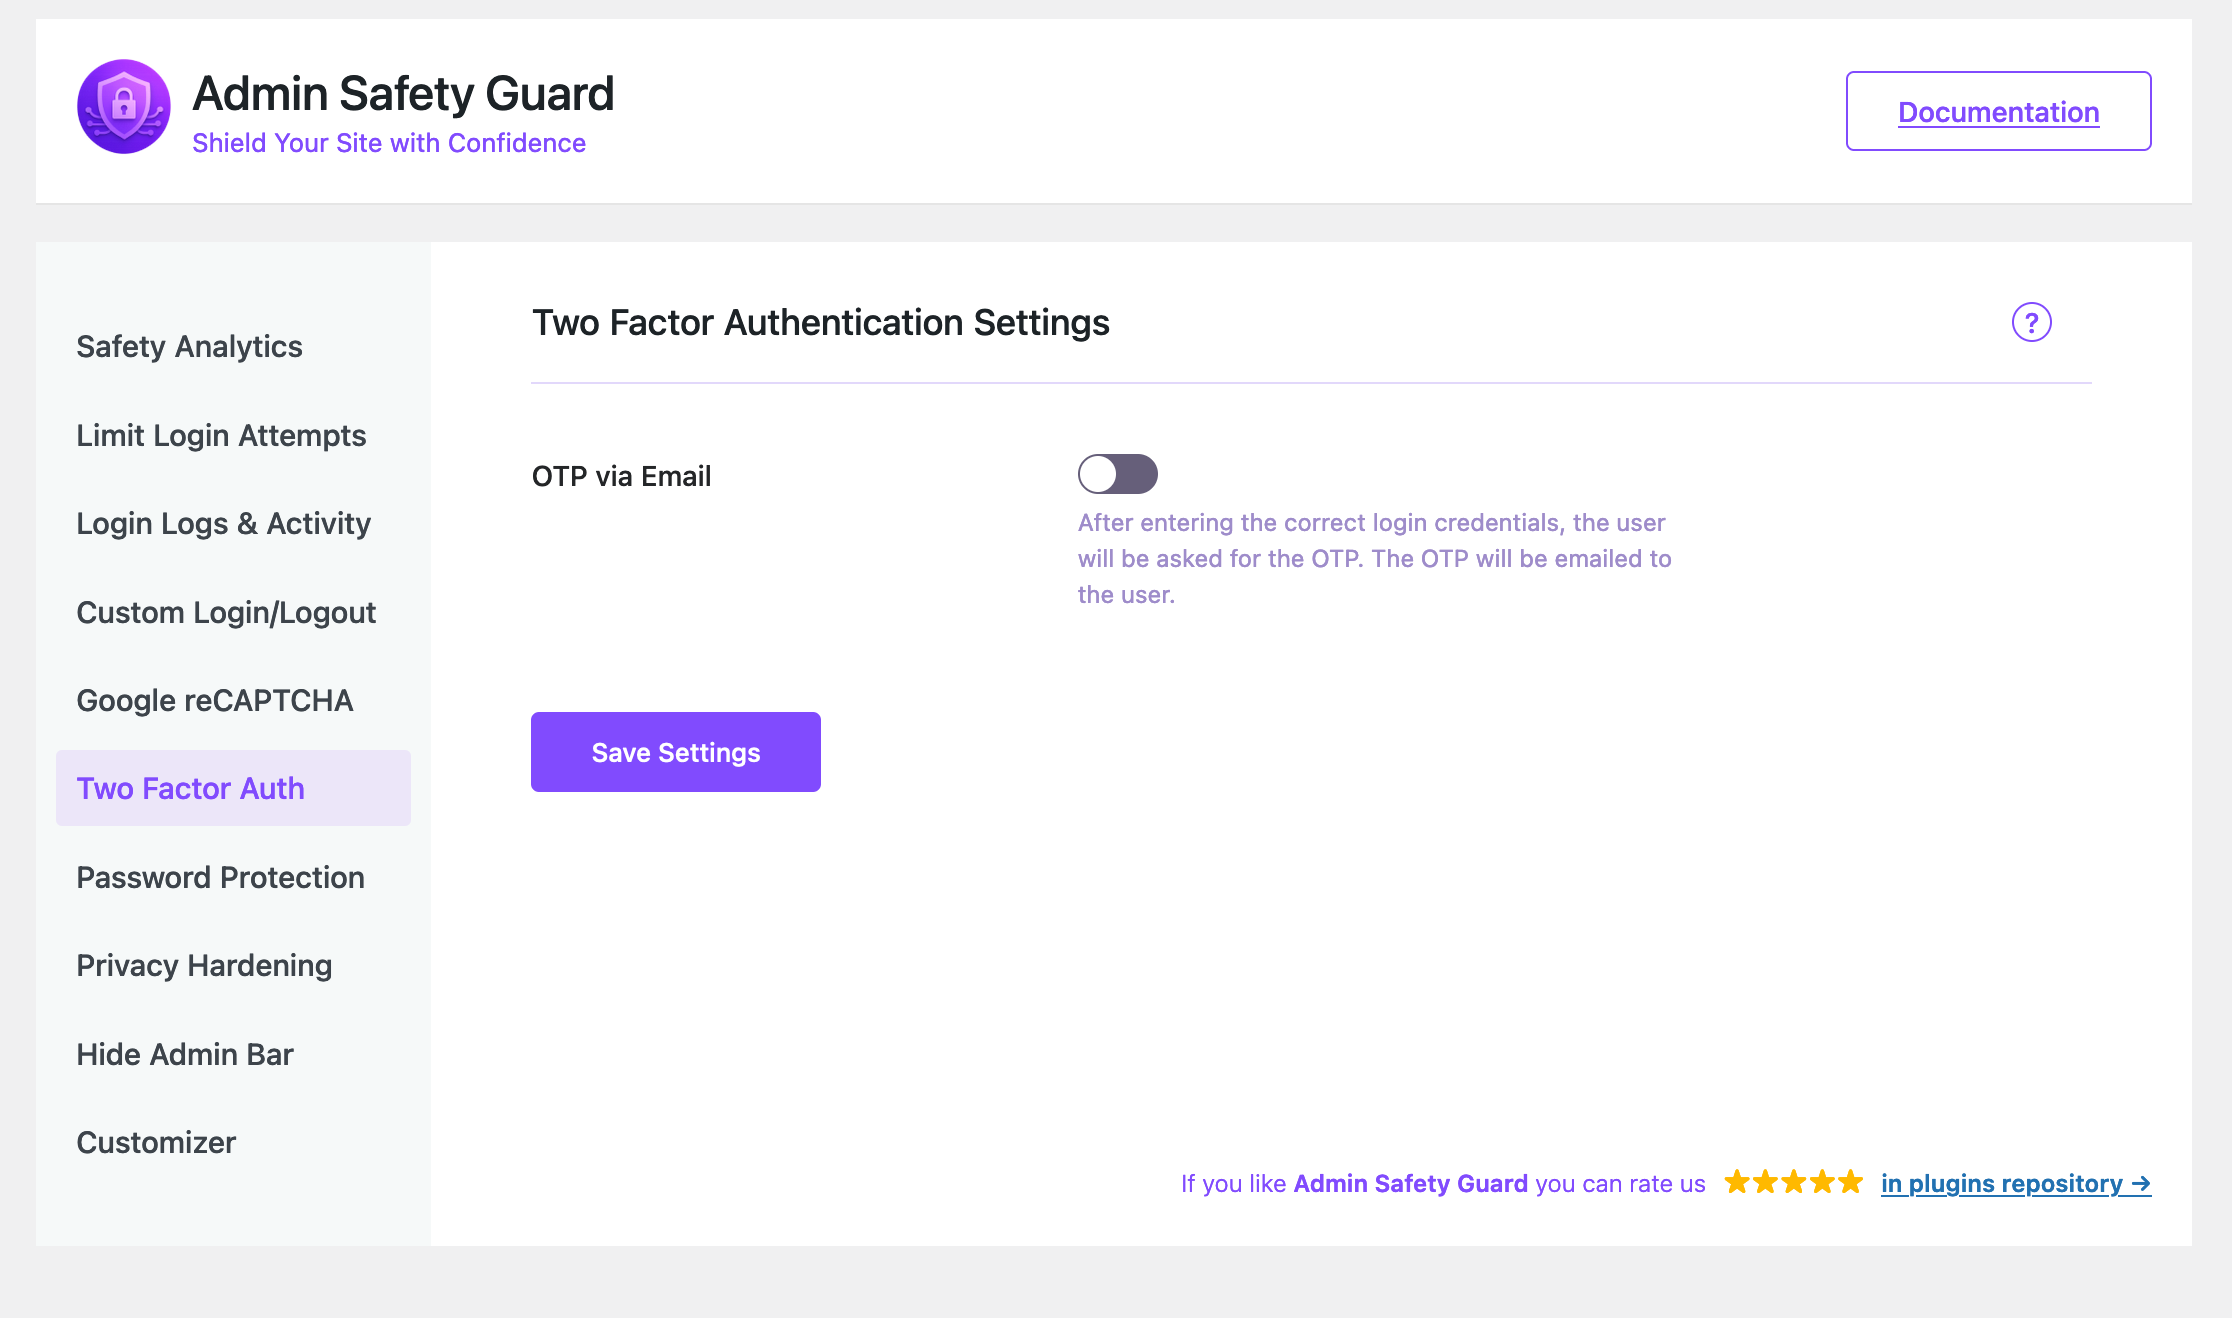 Admin Safety Guard
Shield Your Site with Confidence
Documentation
Safety Analytics
Limit Login Attempts
Login Logs & Activity
Custom Login/Logout
Google reCAPTCHA
Two Factor Auth
Password Protection
Privacy Hardening
Hide Admin Bar
Customizer
Two Factor Authentication Settings
?
OTP via Email
After entering the correct login credentials, the user
will be asked for the OTP. The OTP will be emailed to
the user.
Save Settings
If you like Admin Safety Guard you can rate us ★★★★★ in plugins repository →